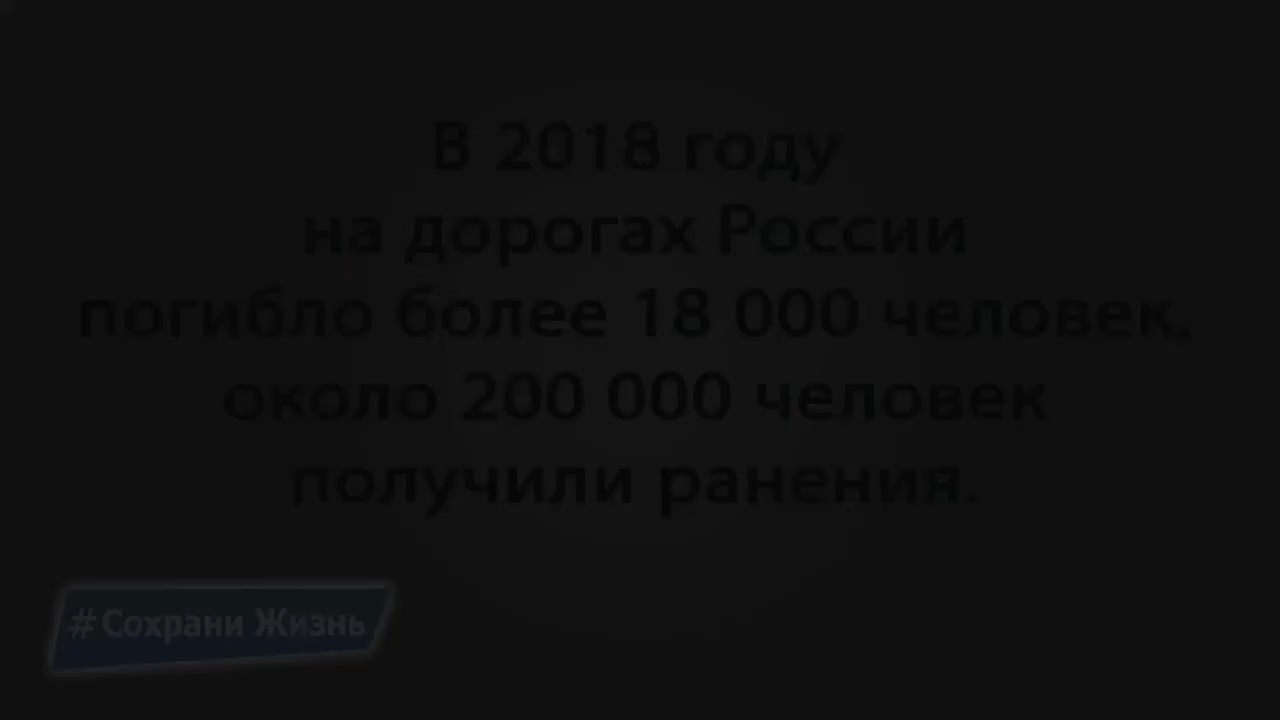 В 2018 году
на дорогах России
погибло более 18 000 человек,
около 200 000 человек
получили ранения.
#Сохрани Жизнь